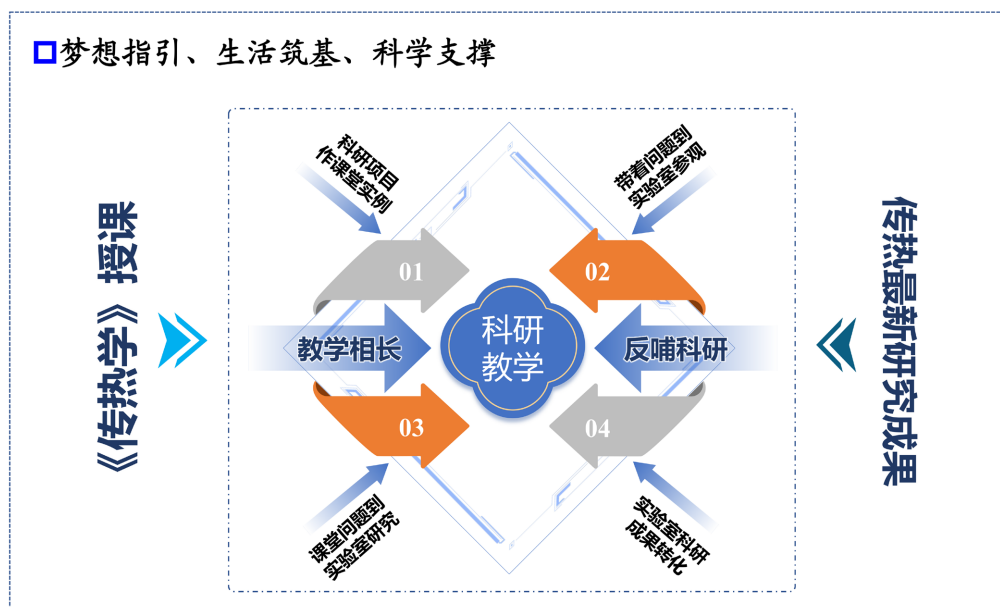 梦想指引、生活筑基、科学支撑
科研项目
作课堂实例
带着问题到
实验室参观
《传热学》授课
01
02
教学相长
科研
教学
反哺科研
传热最新研究成果
03
04
课堂问题到
实验室研究
实验室科研
成果转化